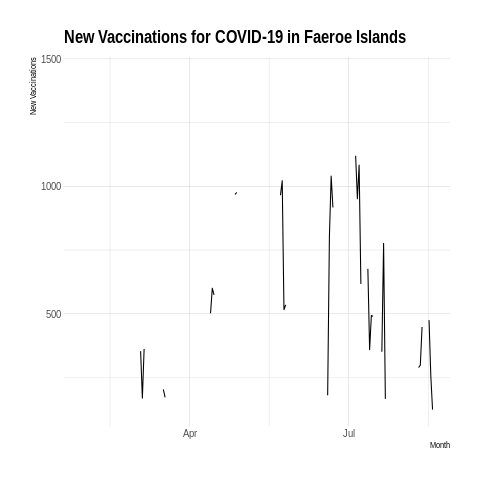 New Vaccinations for COVID-19 in Faeroe Islands
New Vaccinations
1500
1000
500
Apr
Jul
Month